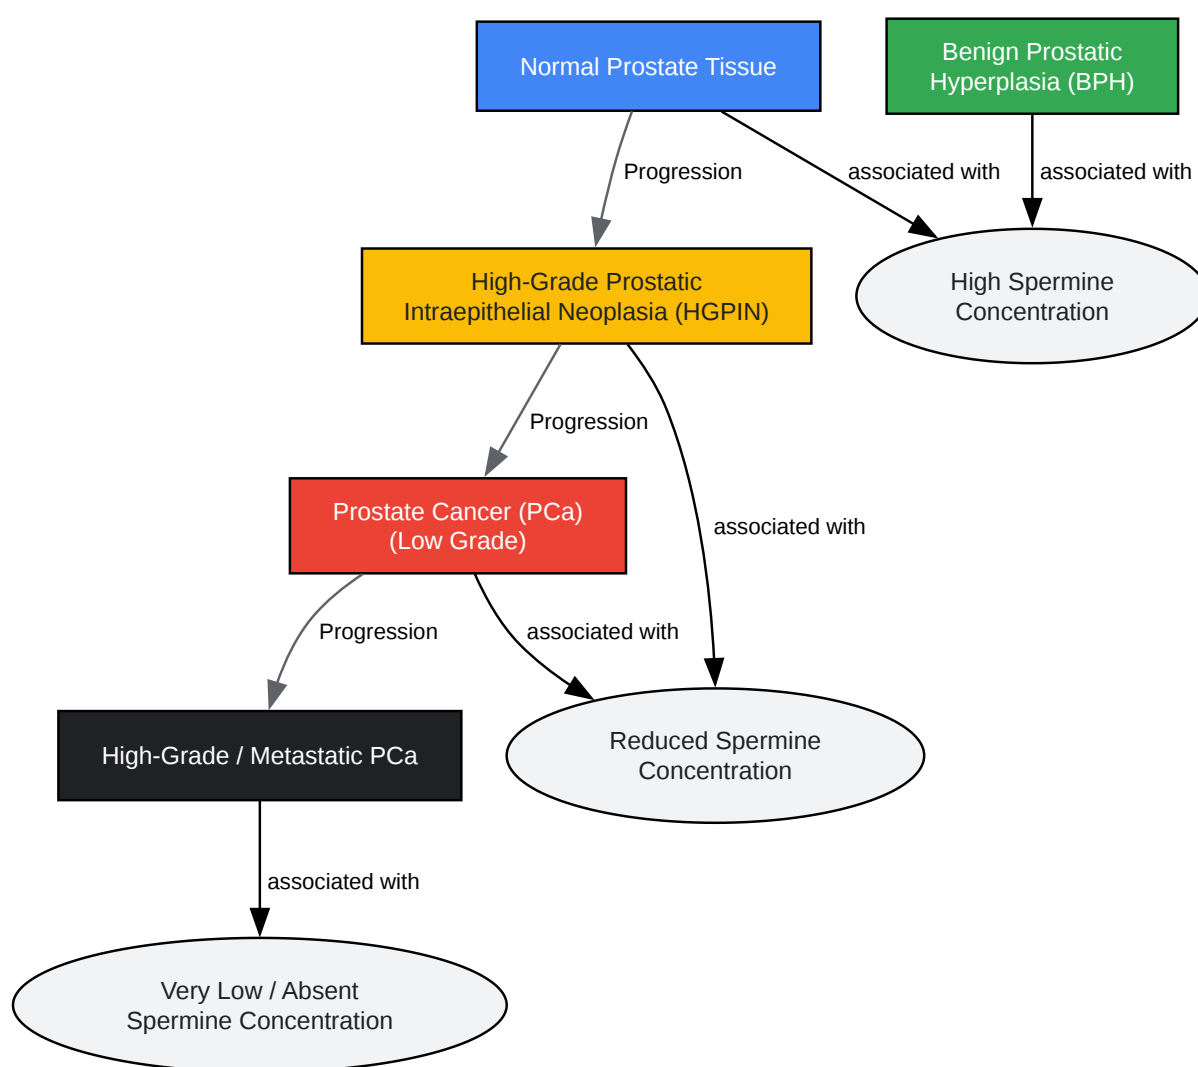 Normal Prostate Tissue
Benign Prostatic
Hyperplasia (BPH)
Progression
associated with
associated with
High-Grade Prostatic
Intraepithelial Neoplasia (HGPIN)
High Spermine
Concentration
Progression
Prostate Cancer (PCa)
(Low Grade)
associated with
Progression
associated with
High-Grade / Metastatic PCa
Reduced Spermine
Concentration
associated with
Very Low / Absent
Spermine Concentration